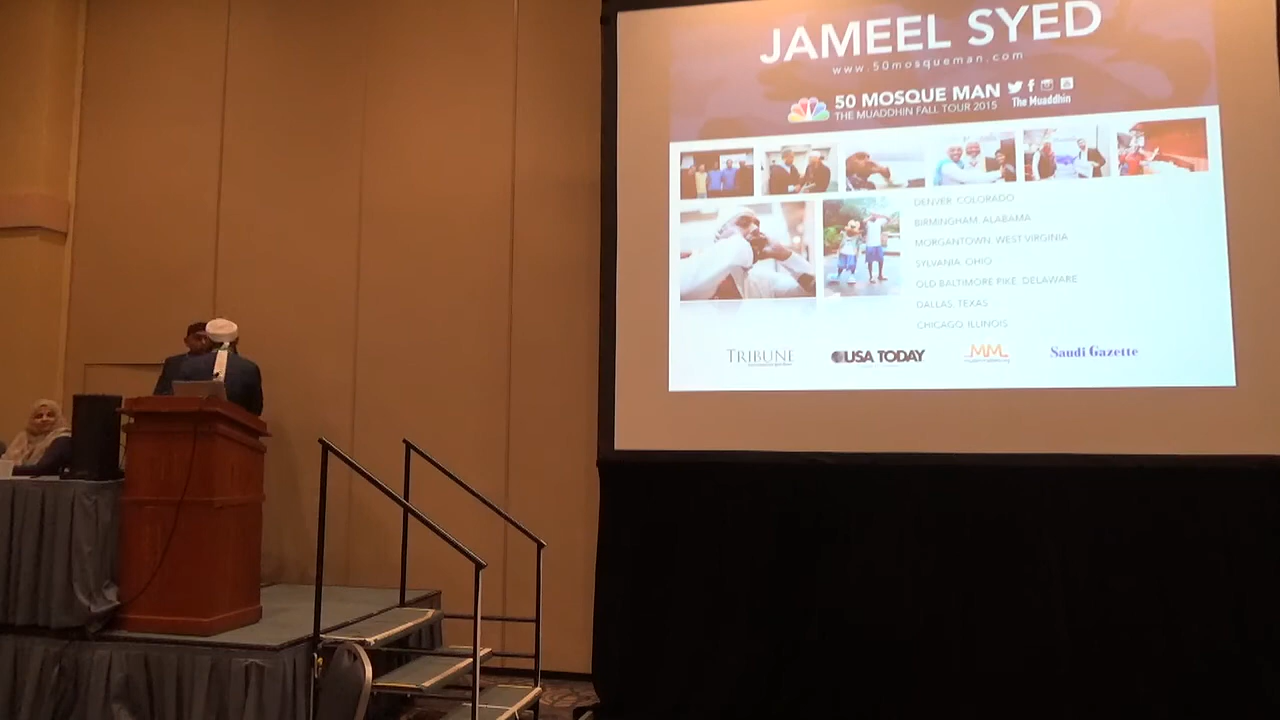 JAMEEL SYED
www.50mosqueman.com
50 MOSQUE MAN
THE MUADDHIN FALL TOUR 2015
The Muaddhin
DENVER, COLORADO
BIRMINGHAM, ALABAMA
MORGANTOWN, WEST VIRGINIA
SYLVANIA, OHIO
OLD BALTIMORE PIKE, DELAWARE
DALLAS, TEXAS
CHICAGO, ILLINOIS
TRIBUNE
USA TODAY
MM
Saudi Gazette